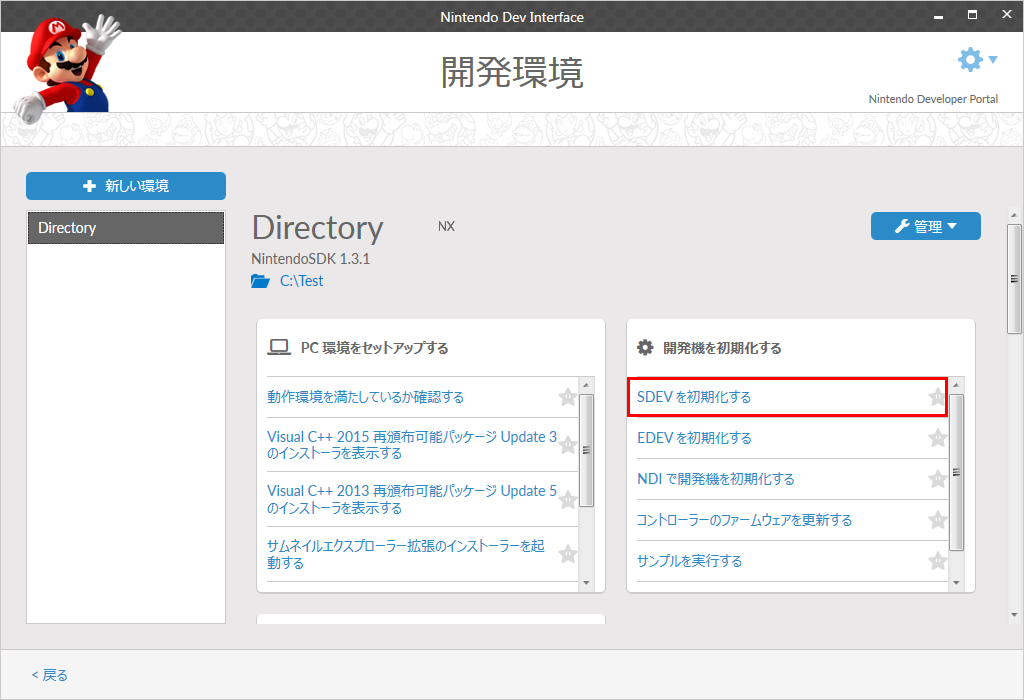 Nintendo Dev Interface
開発環境
Nintendo Developer Portal
新しい環境
Directory
Directory
NX
管理
NintendoSDK 1.3.1
C:\Test
PC 環境をセットアップする
動作環境を満たしているか確認する
Visual C++ 2015 再頒布可能パッケージ Update 3
のインストーラを表示する
Visual C++ 2013 再頒布可能パッケージ Update 5
のインストーラを表示する
サムネイルエクスプローラー拡張のインストーラーを起
動する
開発機を初期化する
SDEV を初期化する
EDEV を初期化する
NDI で開発機を初期化する
コントローラーのファームウェアを更新する
サンプルを実行する
< 戻る